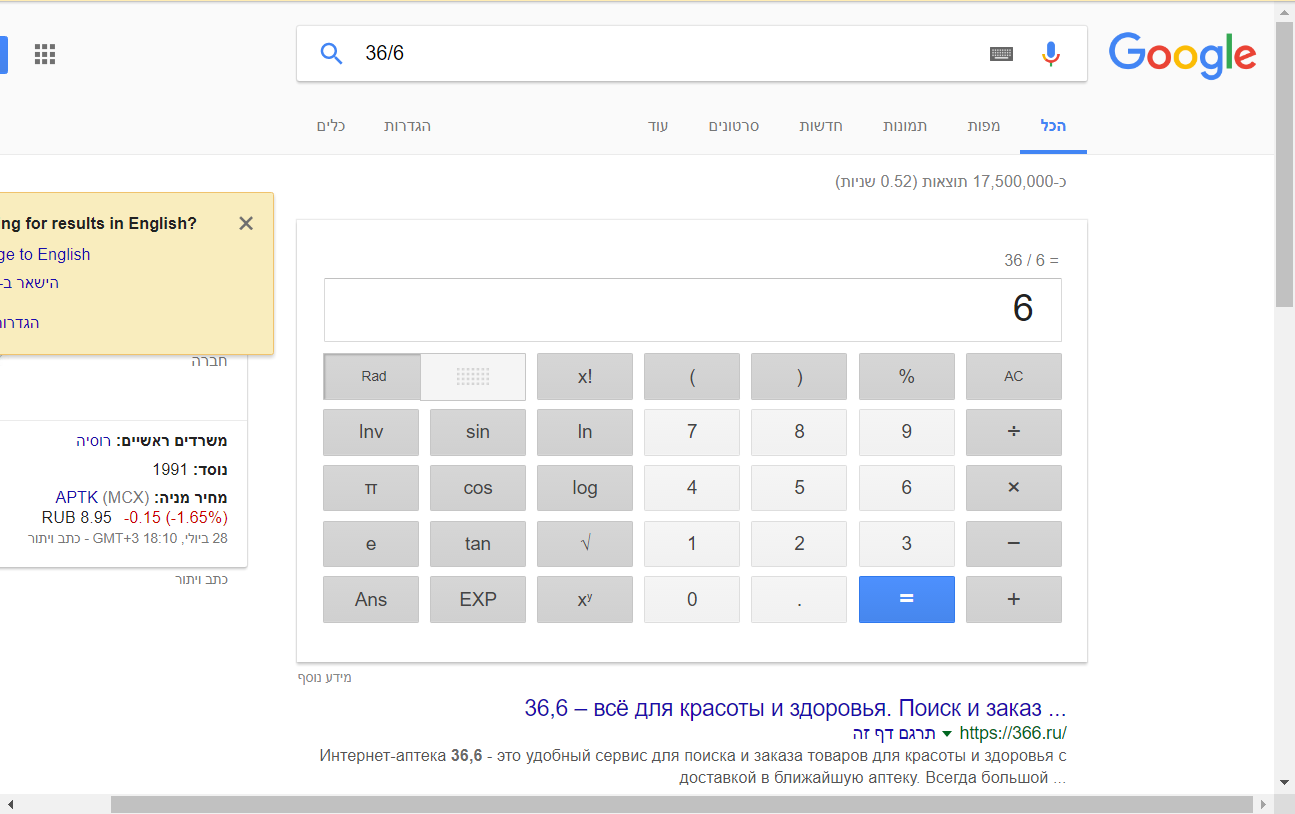 36/6
Google
הכל
מפות
תמונות
חדשות
סרטונים
עוד
הגדרות
כלים
כ-17,500,000 תוצאות (0.52 שניות)
36 / 6 =
6
Rad
x!
(
)
%
AC
Inv
sin
ln
7
8
9
÷
π
cos
log
4
5
6
×
e
tan
√
1
2
3
−
Ans
EXP
xʸ
0
.
=
+
מידע נוסף
36,6 – всё для красоты и здоровья. Поиск и заказ ...
https://366.ru/ תרגם דף זה
Интернет-аптека 36,6 - это удобный сервис для поиска и заказа товаров для красоты и здоровья с
доставкой в ближайшую аптеку. Всегда большой ...
ng for results in English?
ge to English
הישאר ב-
חברה
משרדים ראשיים: רוסיה
נוסד: 1991
מחיר מניה: APTK (MCX)
RUB 8.95 -0.15 (-1.65%)
28 ביולי, 18:10 GMT+3 - כתב ויתור
כתב ויתור